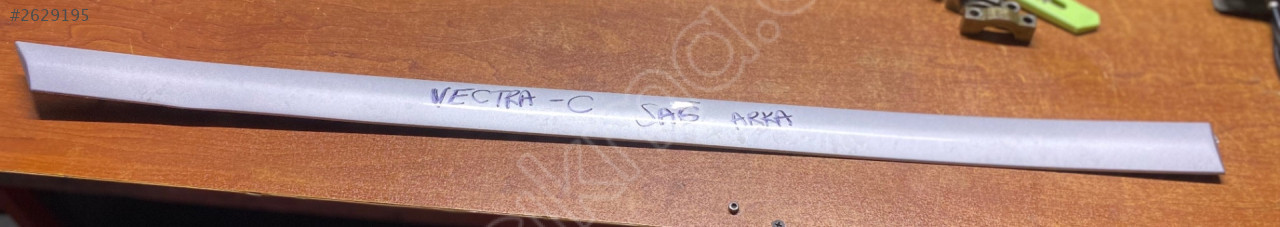 #2629195
VECTRA-C SAĞ ARKA